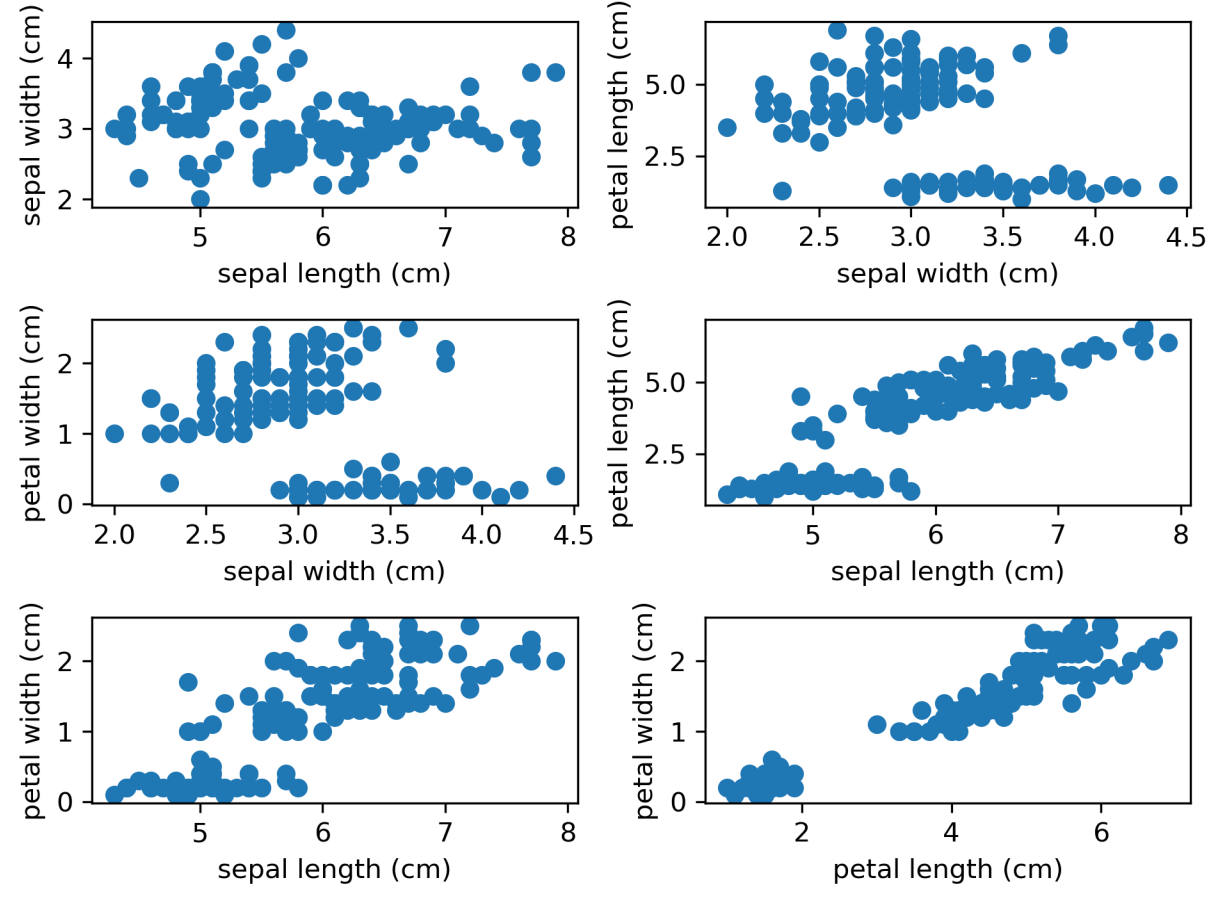 sepal width (cm)
4
3
2
5 6 7 8
sepal length (cm)
petal length (cm)
5.0
2.5
2.0 2.5 3.0 3.5 4.0 4.5
sepal width (cm)
petal width (cm)
2
1
0
2.0 2.5 3.0 3.5 4.0 4.5
sepal width (cm)
petal length (cm)
5.0
2.5
5 6 7 8
sepal length (cm)
petal width (cm)
2
1
0
5 6 7 8
sepal length (cm)
petal width (cm)
2
1
0
2 4 6
petal length (cm)